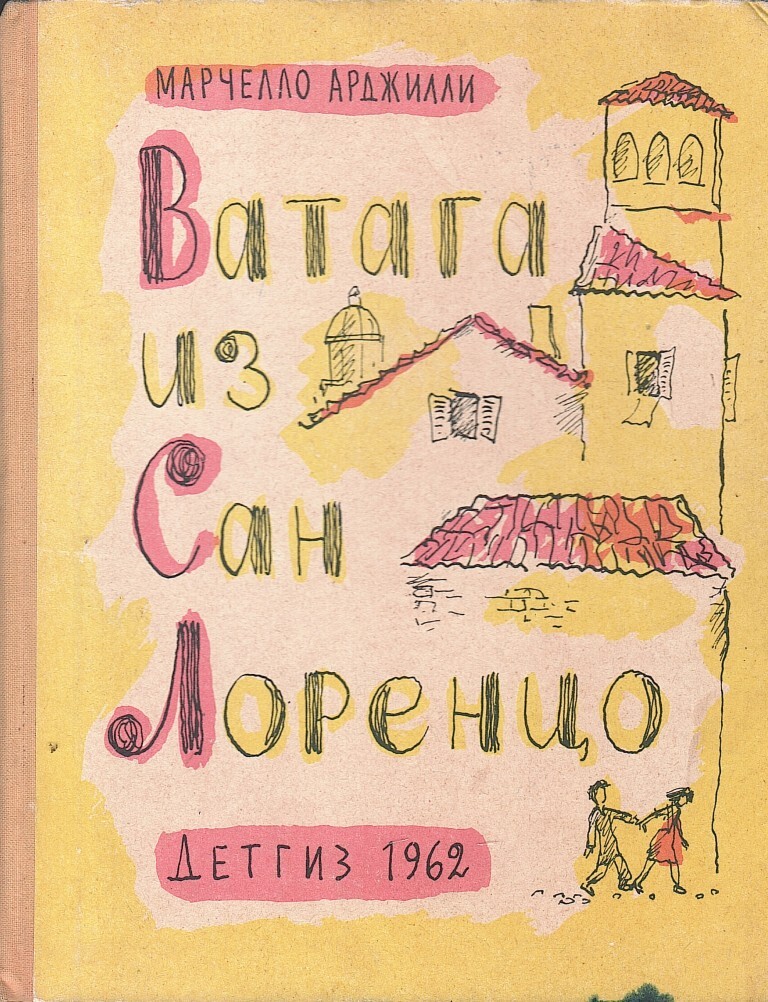 МАРЧЕЛЛО АРДЖИЛЛИ
Ватага
из
Сан
Лоренцо
ДЕТГИЗ 1962